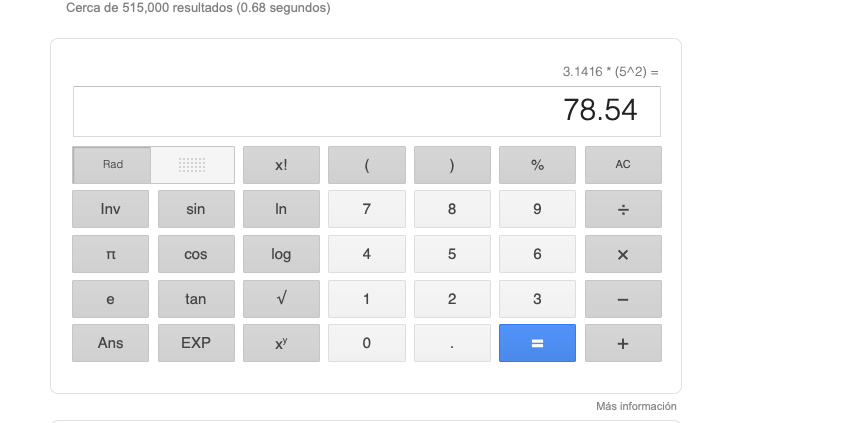 Cerca de 515,000 resultados (0.68 segundos)
3.1416 * (5^2) =
78.54
Rad x! ( ) % AC
Inv sin ln 7 8 9 ÷
π cos log 4 5 6 ×
e tan √ 1 2 3 −
Ans EXP xʸ 0 . = +
Más información